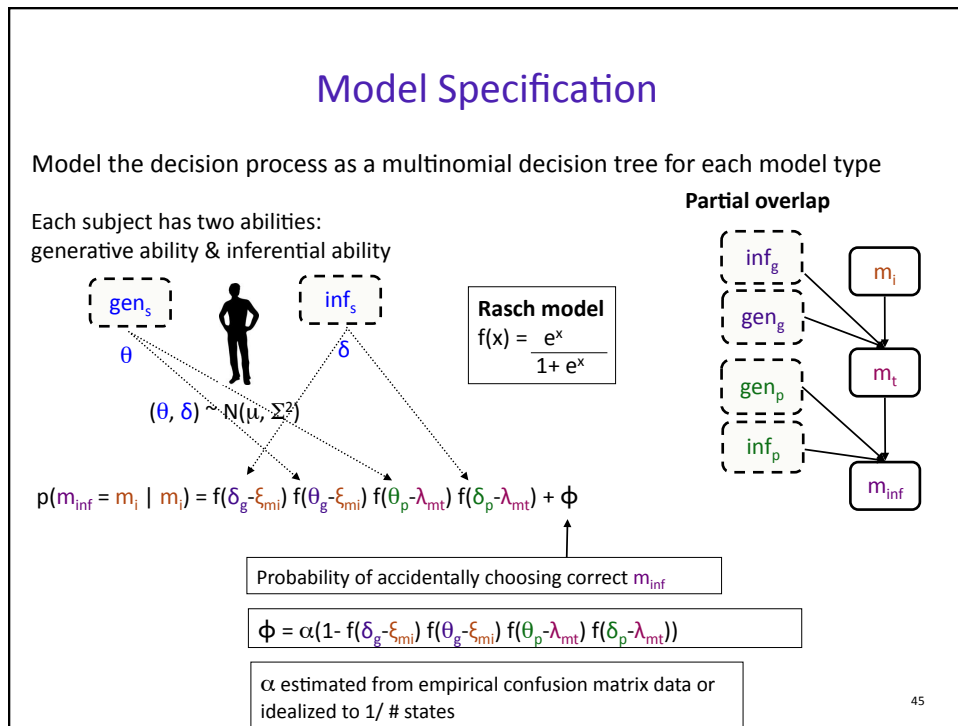 Model Specification
Model the decision process as a multinomial decision tree for each model type
Each subject has two abilities:
generative ability & inferential ability
gen_s
inf_s
θ
δ
(θ, δ) ~ N(μ, Σ²)
Rasch model
f(x) = e^x
1+ e^x
Partial overlap
inf_g
m_i
gen_g
m_t
gen_p
inf_p
m_inf
p(m_inf = m_i | m_i) = f(δ_g-ξ_mi) f(θ_g-ξ_mi) f(θ_p-λ_mt) f(δ_p-λ_mt) + ϕ
Probability of accidentally choosing correct m_inf
ϕ = α(1- f(δ_g-ξ_mi) f(θ_g-ξ_mi) f(θ_p-λ_mt) f(δ_p-λ_mt))
α estimated from empirical confusion matrix data or
idealized to 1/ # states
45